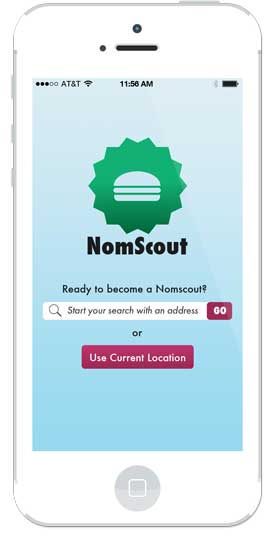 AT&T 11:56 AM
NomScout
Ready to become a Nomscout?
Start your search with an address GO
or
Use Current Location